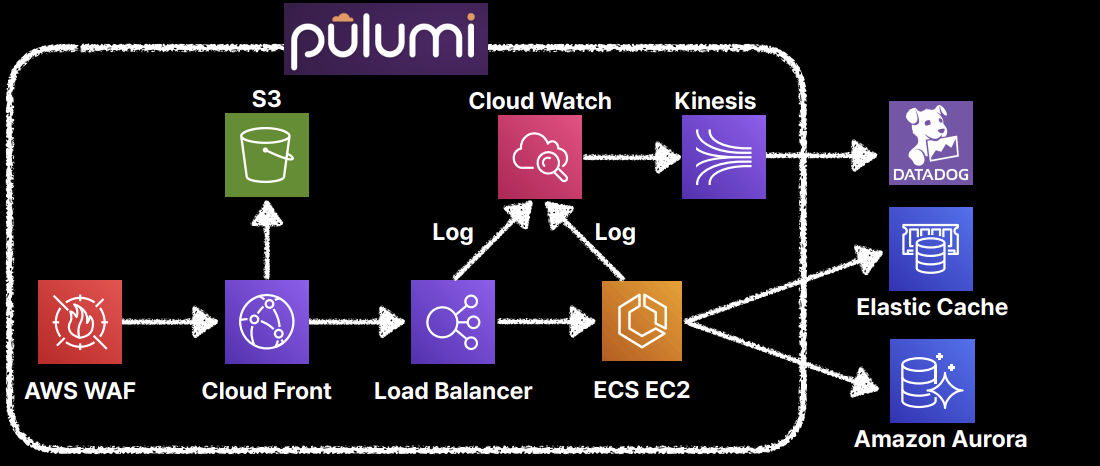 pulumi
S3
Cloud Watch
Kinesis
DATADOG
Log
Log
Elastic Cache
AWS WAF
Cloud Front
Load Balancer
ECS EC2
Amazon Aurora